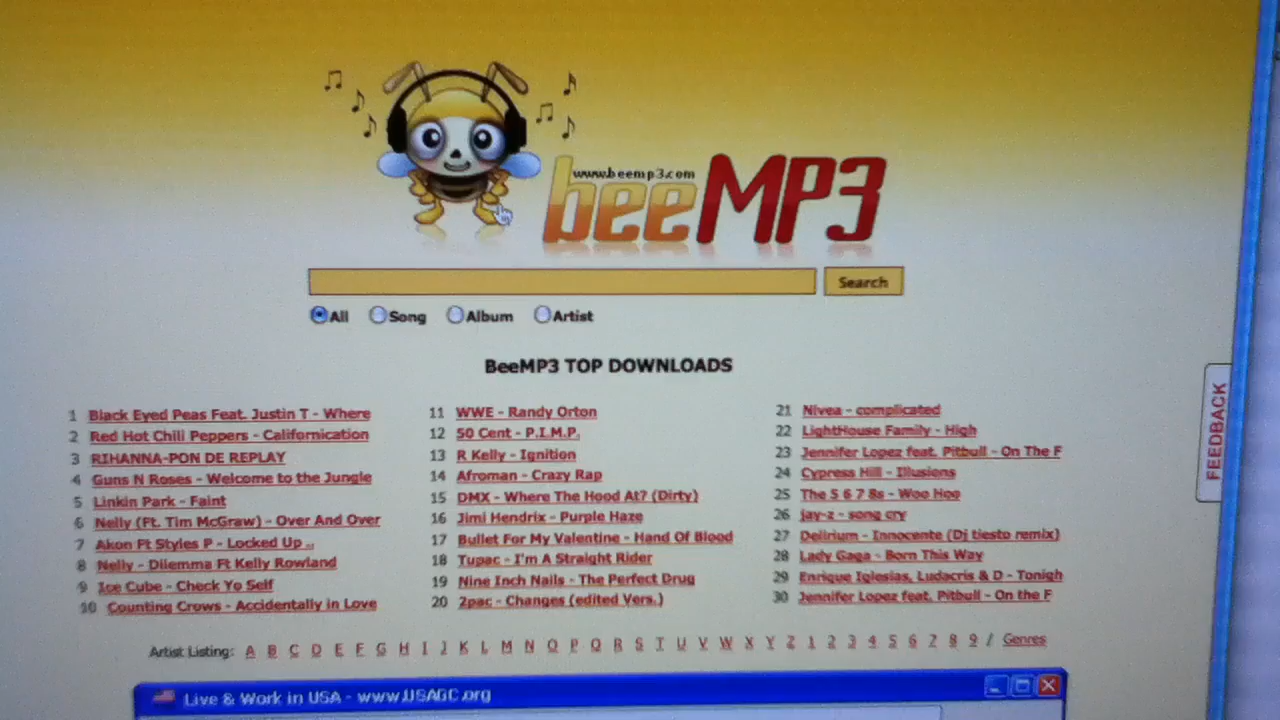 www.beemp3.com
beeMP3
Search
All Song Album Artist
BeeMP3 TOP DOWNLOADS
1 Black Eyed Peas Feat. Justin T - Where
2 Red Hot Chili Peppers - Californication
3 RIHANNA-PON DE REPLAY
4 Guns N Roses - Welcome to the Jungle
5 Linkin Park - Faint
6 Nelly (Ft. Tim McGraw) - Over And Over
7 Akon Ft Styles P - Locked Up ..
8 Nelly - Dilemma Ft Kelly Rowland
9 Ice Cube - Check Yo Self
10 Counting Crows - Accidentally in Love
11 WWE - Randy Orton
12 50 Cent - P.I.M.P.
13 R Kelly - Ignition
14 Afroman - Crazy Rap
15 DMX - Where The Hood At? (Dirty)
16 Jimi Hendrix - Purple Haze
17 Bullet For My Valentine - Hand Of Blood
18 Tupac - I'm A Straight Rider
19 Nine Inch Nails - The Perfect Drug
20 2pac - Changes (edited Vers.)
21 Nivea - complicated
22 LightHouse Family - High
23 Jennifer Lopez feat. Pitbull - On The F
24 Cypress Hill - Illusions
25 The 5 6 7 8s - Woo Hoo
26 jay-z - song cry
27 Delirium - Innocente (Dj tiesto remix)
28 Lady Gaga - Born This Way
29 Enrique Iglesias, Ludacris & D - Tonigh
30 Jennifer Lopez feat. Pitbull - On the F
FEEDBACK
Artist Listing: A B C D E F G H I J K L M N O P Q R S T U V W X Y Z 1 2 3 4 5 6 7 8 9 / Genres
Live & Work in USA - www.USAGC.org